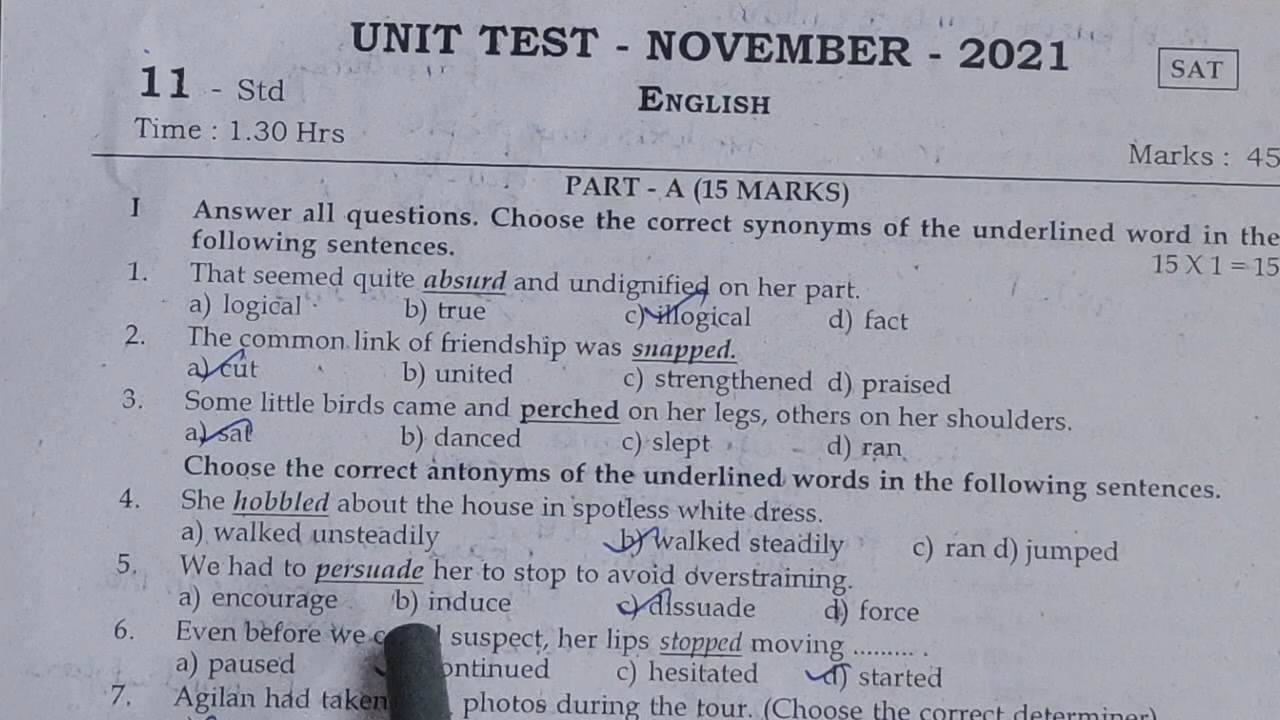 UNIT TEST - NOVEMBER - 2021
SAT
11 - Std
ENGLISH
Time : 1.30 Hrs
Marks : 45
PART - A (15 MARKS)
I Answer all questions. Choose the correct synonyms of the underlined word in the
following sentences.
15 X 1 = 15
1. That seemed quite absurd and undignified on her part.
a) logical b) true c) illogical d) fact
2. The common link of friendship was snapped.
a) cut b) united c) strengthened d) praised
3. Some little birds came and perched on her legs, others on her shoulders.
a) sat b) danced c) slept d) ran
Choose the correct antonyms of the underlined words in the following sentences.
4. She hobbled about the house in spotless white dress.
a) walked unsteadily b) walked steadily c) ran d) jumped
5. We had to persuade her to stop to avoid overstraining.
a) encourage b) induce c) dissuade d) force
6. Even before we suspect, her lips stopped moving .......... .
a) paused c) hesitated d) started
7. Agilan had taken photos during the tour. (Choose the correct determiner)